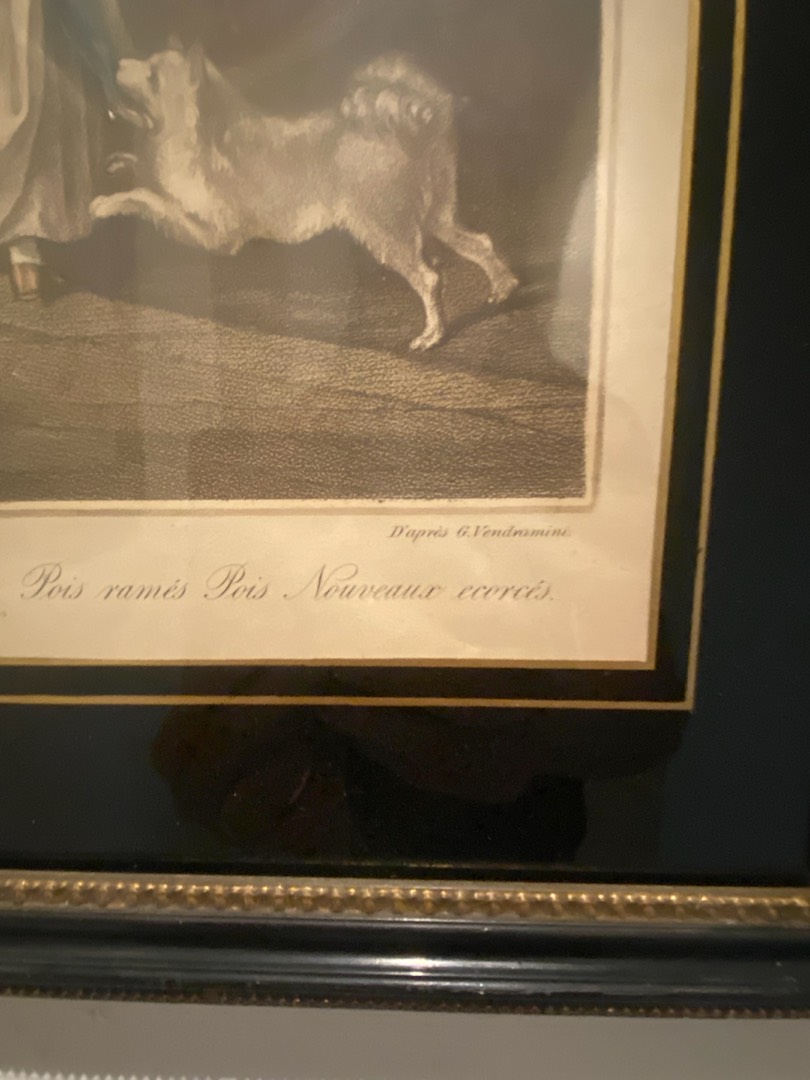 D'après G. Vendramini.
Pois ramés Pois Nouveaux ecorcés.